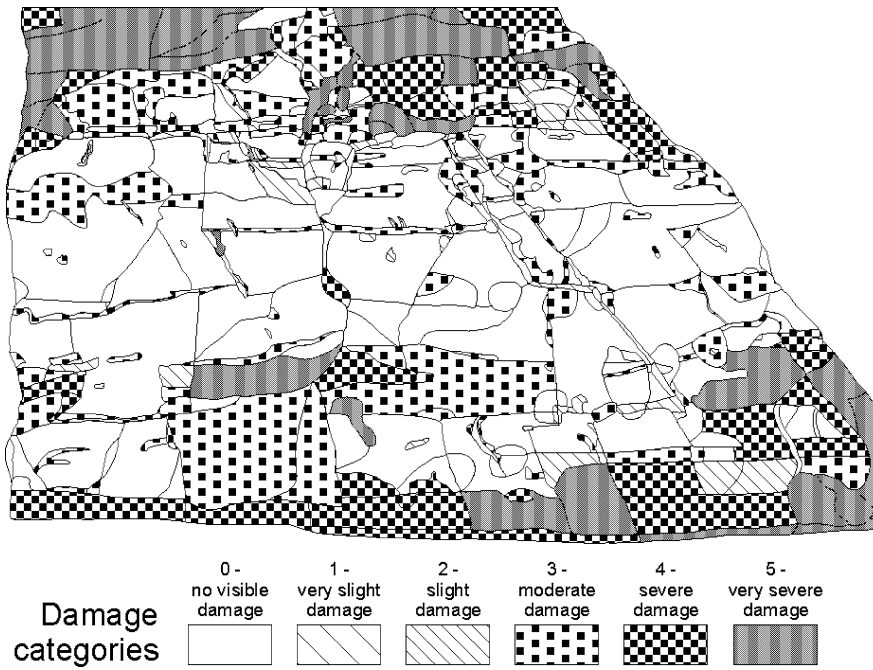 0 -
no visible
damage
1 -
very slight
damage
2 -
slight
damage
3 -
moderate
damage
4 -
severe
damage
5 -
very severe
damage
Damage
categories